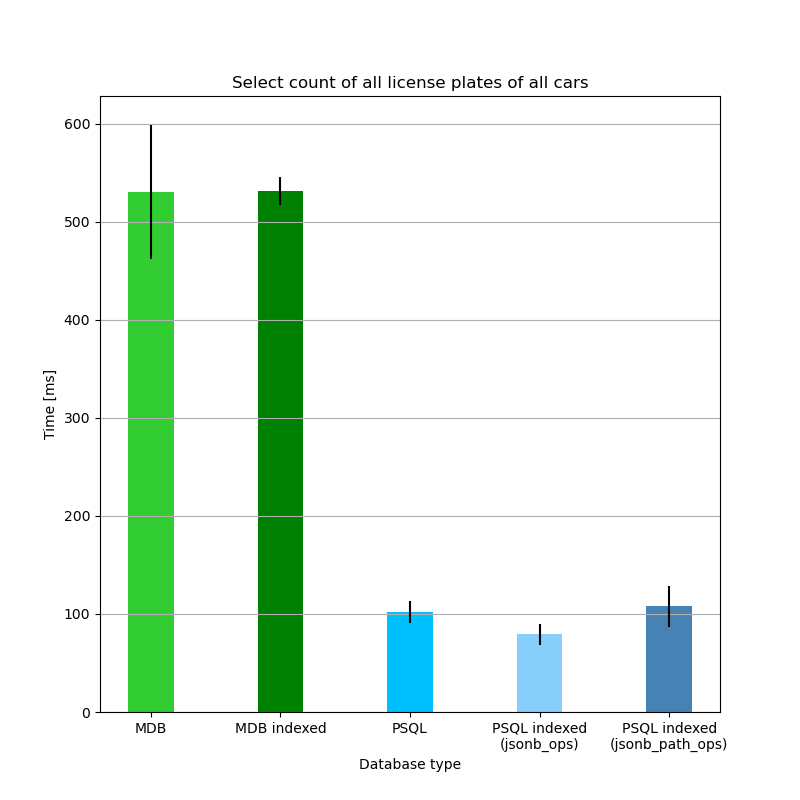 Select count of all license plates of all cars
600
500
400
300
200
100
0
Time [ms]
MDB
MDB indexed
PSQL
PSQL indexed
(jsonb_ops)
PSQL indexed
(jsonb_path_ops)
Database type